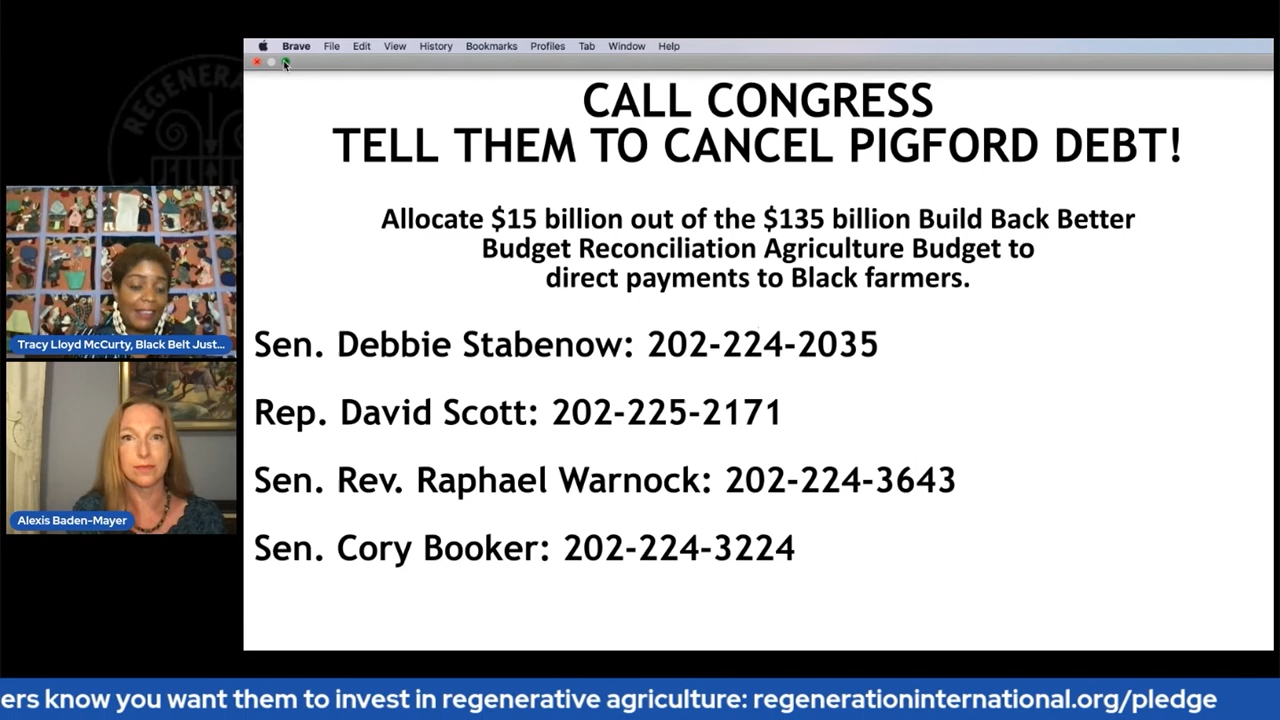 Brave File Edit View History Bookmarks Profiles Tab Window Help
CALL CONGRESS
TELL THEM TO CANCEL PIGFORD DEBT!
Allocate $15 billion out of the $135 billion Build Back Better
Budget Reconciliation Agriculture Budget to
direct payments to Black farmers.
Sen. Debbie Stabenow: 202-224-2035
Rep. David Scott: 202-225-2171
Sen. Rev. Raphael Warnock: 202-224-3643
Sen. Cory Booker: 202-224-3224
Tracy Lloyd McCurty, Black Belt Just...
Alexis Baden-Mayer
ers know you want them to invest in regenerative agriculture: regenerationinternational.org/pledge